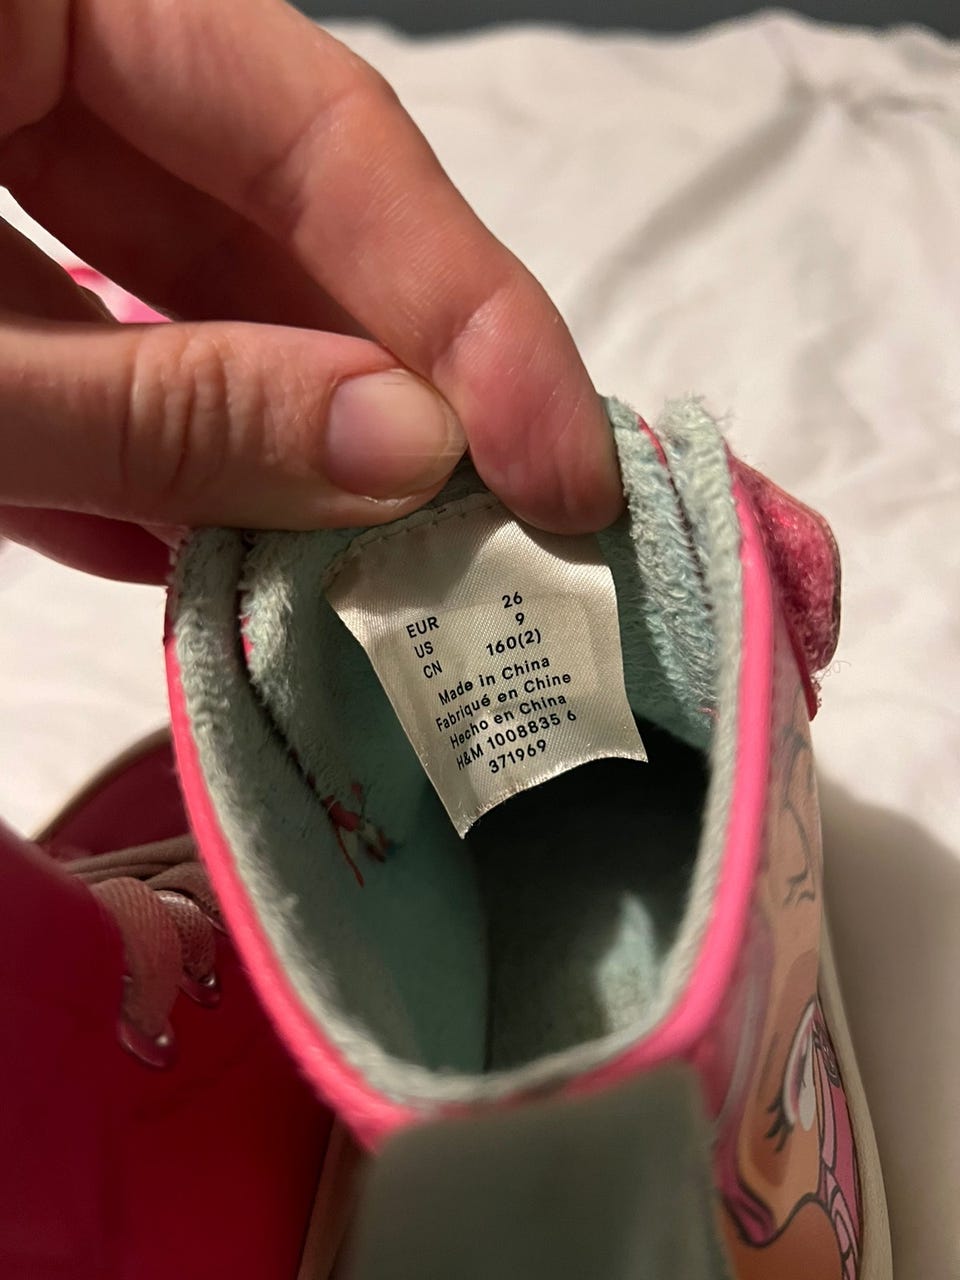 EUR 26
US 9
CN 160(2)
Made in China
Fabriqué en Chine
Hecho en China
H&M 1008835 6
371969